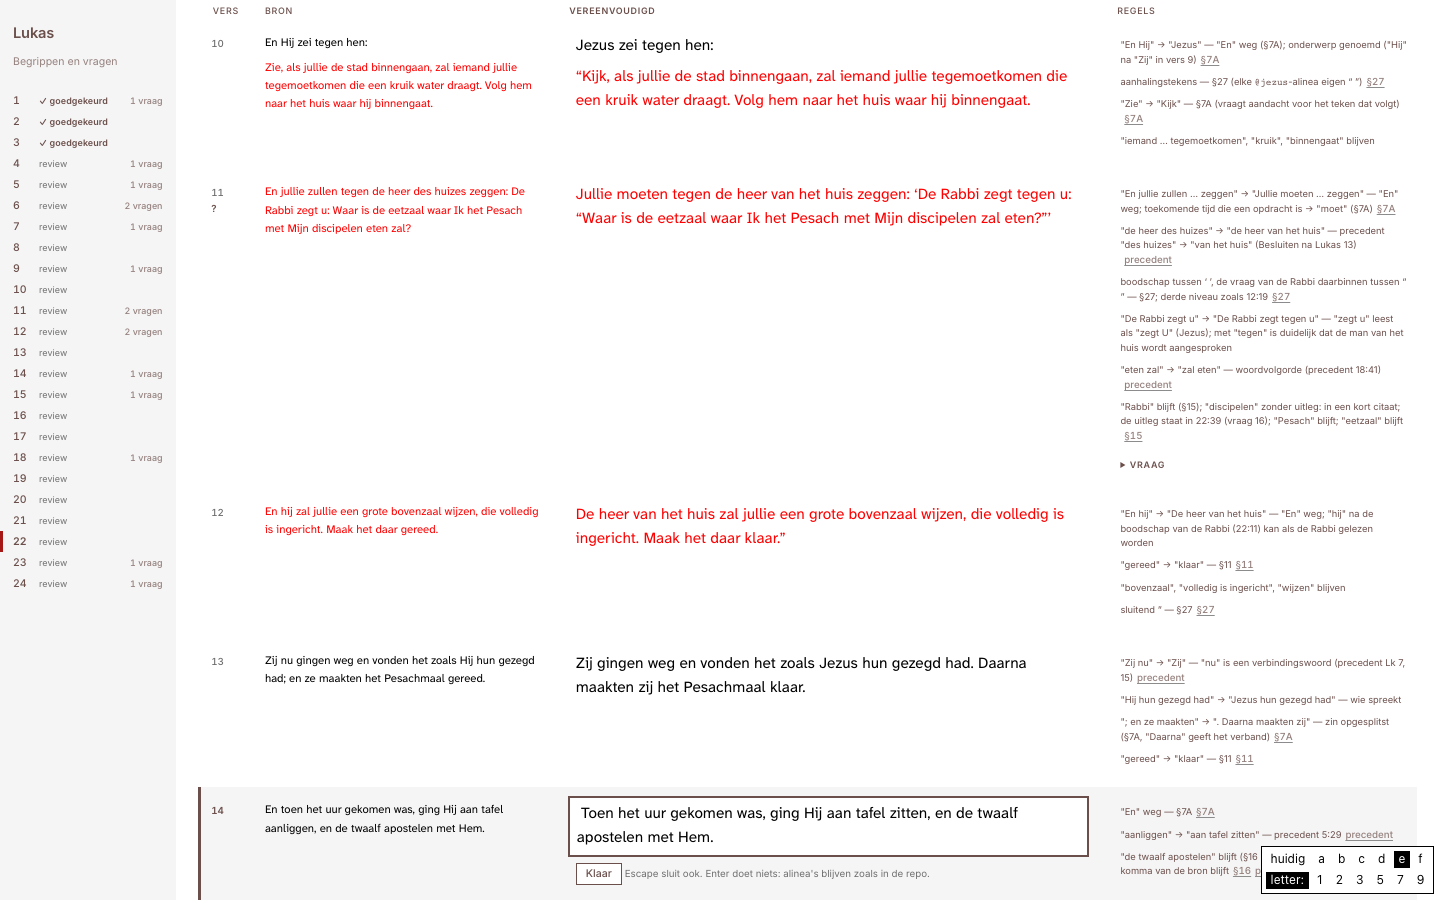 Lukas
Begrippen en vragen
1 ✓ goedgekeurd 1 vraag
2 ✓ goedgekeurd
3 ✓ goedgekeurd
4 review 1 vraag
5 review 1 vraag
6 review 2 vragen
7 review 1 vraag
8 review
9 review 1 vraag
10 review
11 review 2 vragen
12 review 2 vragen
13 review
14 review 1 vraag
15 review 1 vraag
16 review
17 review
18 review 1 vraag
19 review
20 review
21 review
22 review
23 review 1 vraag
24 review 1 vraag
VERS BRON VEREENVOUDIGD REGELS
10
En Hij zei tegen hen:
Zie, als jullie de stad binnengaan, zal iemand jullie
tegemoetkomen die een kruik water draagt. Volg hem
naar het huis waar hij binnengaat.
Jezus zei tegen hen:
“Kijk, als jullie de stad binnengaan, zal iemand jullie tegemoetkomen die
een kruik water draagt. Volg hem naar het huis waar hij binnengaat.
"En Hij" → "Jezus" — "En" weg (§7A); onderwerp genoemd ("Hij"
na "Zij" in vers 9) §7A
aanhalingstekens — §27 (elke @jezus-alinea eigen “ ”) §27
"Zie" → "Kijk" — §7A (vraagt aandacht voor het teken dat volgt)
§7A
"iemand … tegemoetkomen", "kruik", "binnengaat" blijven
11
?
En jullie zullen tegen de heer des huizes zeggen: De
Rabbi zegt u: Waar is de eetzaal waar Ik het Pesach
met Mijn discipelen eten zal?
Jullie moeten tegen de heer van het huis zeggen: ‘De Rabbi zegt tegen u:
“Waar is de eetzaal waar Ik het Pesach met Mijn discipelen zal eten?”’
"En jullie zullen … zeggen" → "Jullie moeten … zeggen" — "En"
weg; toekomende tijd die een opdracht is → "moet" (§7A) §7A
"de heer des huizes" → "de heer van het huis" — precedent
"des huizes" → "van het huis" (Besluiten na Lukas 13)
precedent
boodschap tussen ‘ ’, de vraag van de Rabbi daarbinnen tussen “
” — §27; derde niveau zoals 12:19 §27
"De Rabbi zegt u" → "De Rabbi zegt tegen u" — "zegt u" leest
als "zegt U" (Jezus); met "tegen" is duidelijk dat de man van het
huis wordt aangesproken
"eten zal" → "zal eten" — woordvolgorde (precedent 18:41)
precedent
"Rabbi" blijft (§15); "discipelen" zonder uitleg: in een kort citaat;
de uitleg staat in 22:39 (vraag 16); "Pesach" blijft; "eetzaal" blijft
§15
▶ VRAAG
12
En hij zal jullie een grote bovenzaal wijzen, die volledig
is ingericht. Maak het daar gereed.
De heer van het huis zal jullie een grote bovenzaal wijzen, die volledig is
ingericht. Maak het daar klaar.”
"En hij" → "De heer van het huis" — "En" weg; "hij" na de
boodschap van de Rabbi (22:11) kan als de Rabbi gelezen
worden
"gereed" → "klaar" — §11 §11
"bovenzaal", "volledig is ingericht", "wijzen" blijven
sluitend ” — §27 §27
13
Zij nu gingen weg en vonden het zoals Hij hun gezegd
had; en ze maakten het Pesachmaal gereed.
Zij gingen weg en vonden het zoals Jezus hun gezegd had. Daarna
maakten zij het Pesachmaal klaar.
"Zij nu" → "Zij" — "nu" is een verbindingswoord (precedent Lk 7,
15) precedent
"Hij hun gezegd had" → "Jezus hun gezegd had" — wie spreekt
"; en ze maakten" → ". Daarna maakten zij" — zin opgesplitst
(§7A, "Daarna" geeft het verband) §7A
"gereed" → "klaar" — §11 §11
14
En toen het uur gekomen was, ging Hij aan tafel
aanliggen, en de twaalf apostelen met Hem.
Toen het uur gekomen was, ging Hij aan tafel zitten, en de twaalf
apostelen met Hem.
Klaar Escape sluit ook. Enter doet niets: alinea's blijven zoals in de repo.
"En" weg — §7A §7A
"aanliggen" → "aan tafel zitten" — precedent 5:29 precedent
"de twaalf apostelen" blijft (§16
komma van de bron blijft §16
huidig a b c d e f
letter: 1 2 3 5 7 9